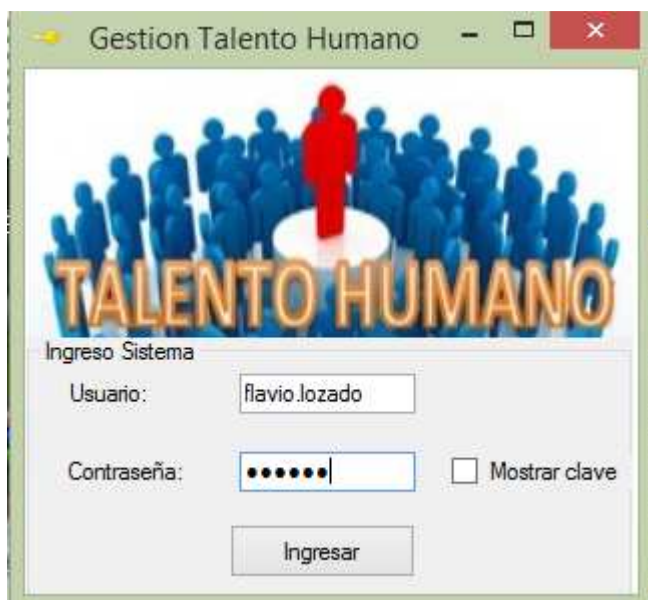 Gestion Talento Humano
TALENTO HUMANO
Ingreso Sistema
Usuario: flavio.lozado
Contraseña: •••••• Mostrar clave
Ingresar